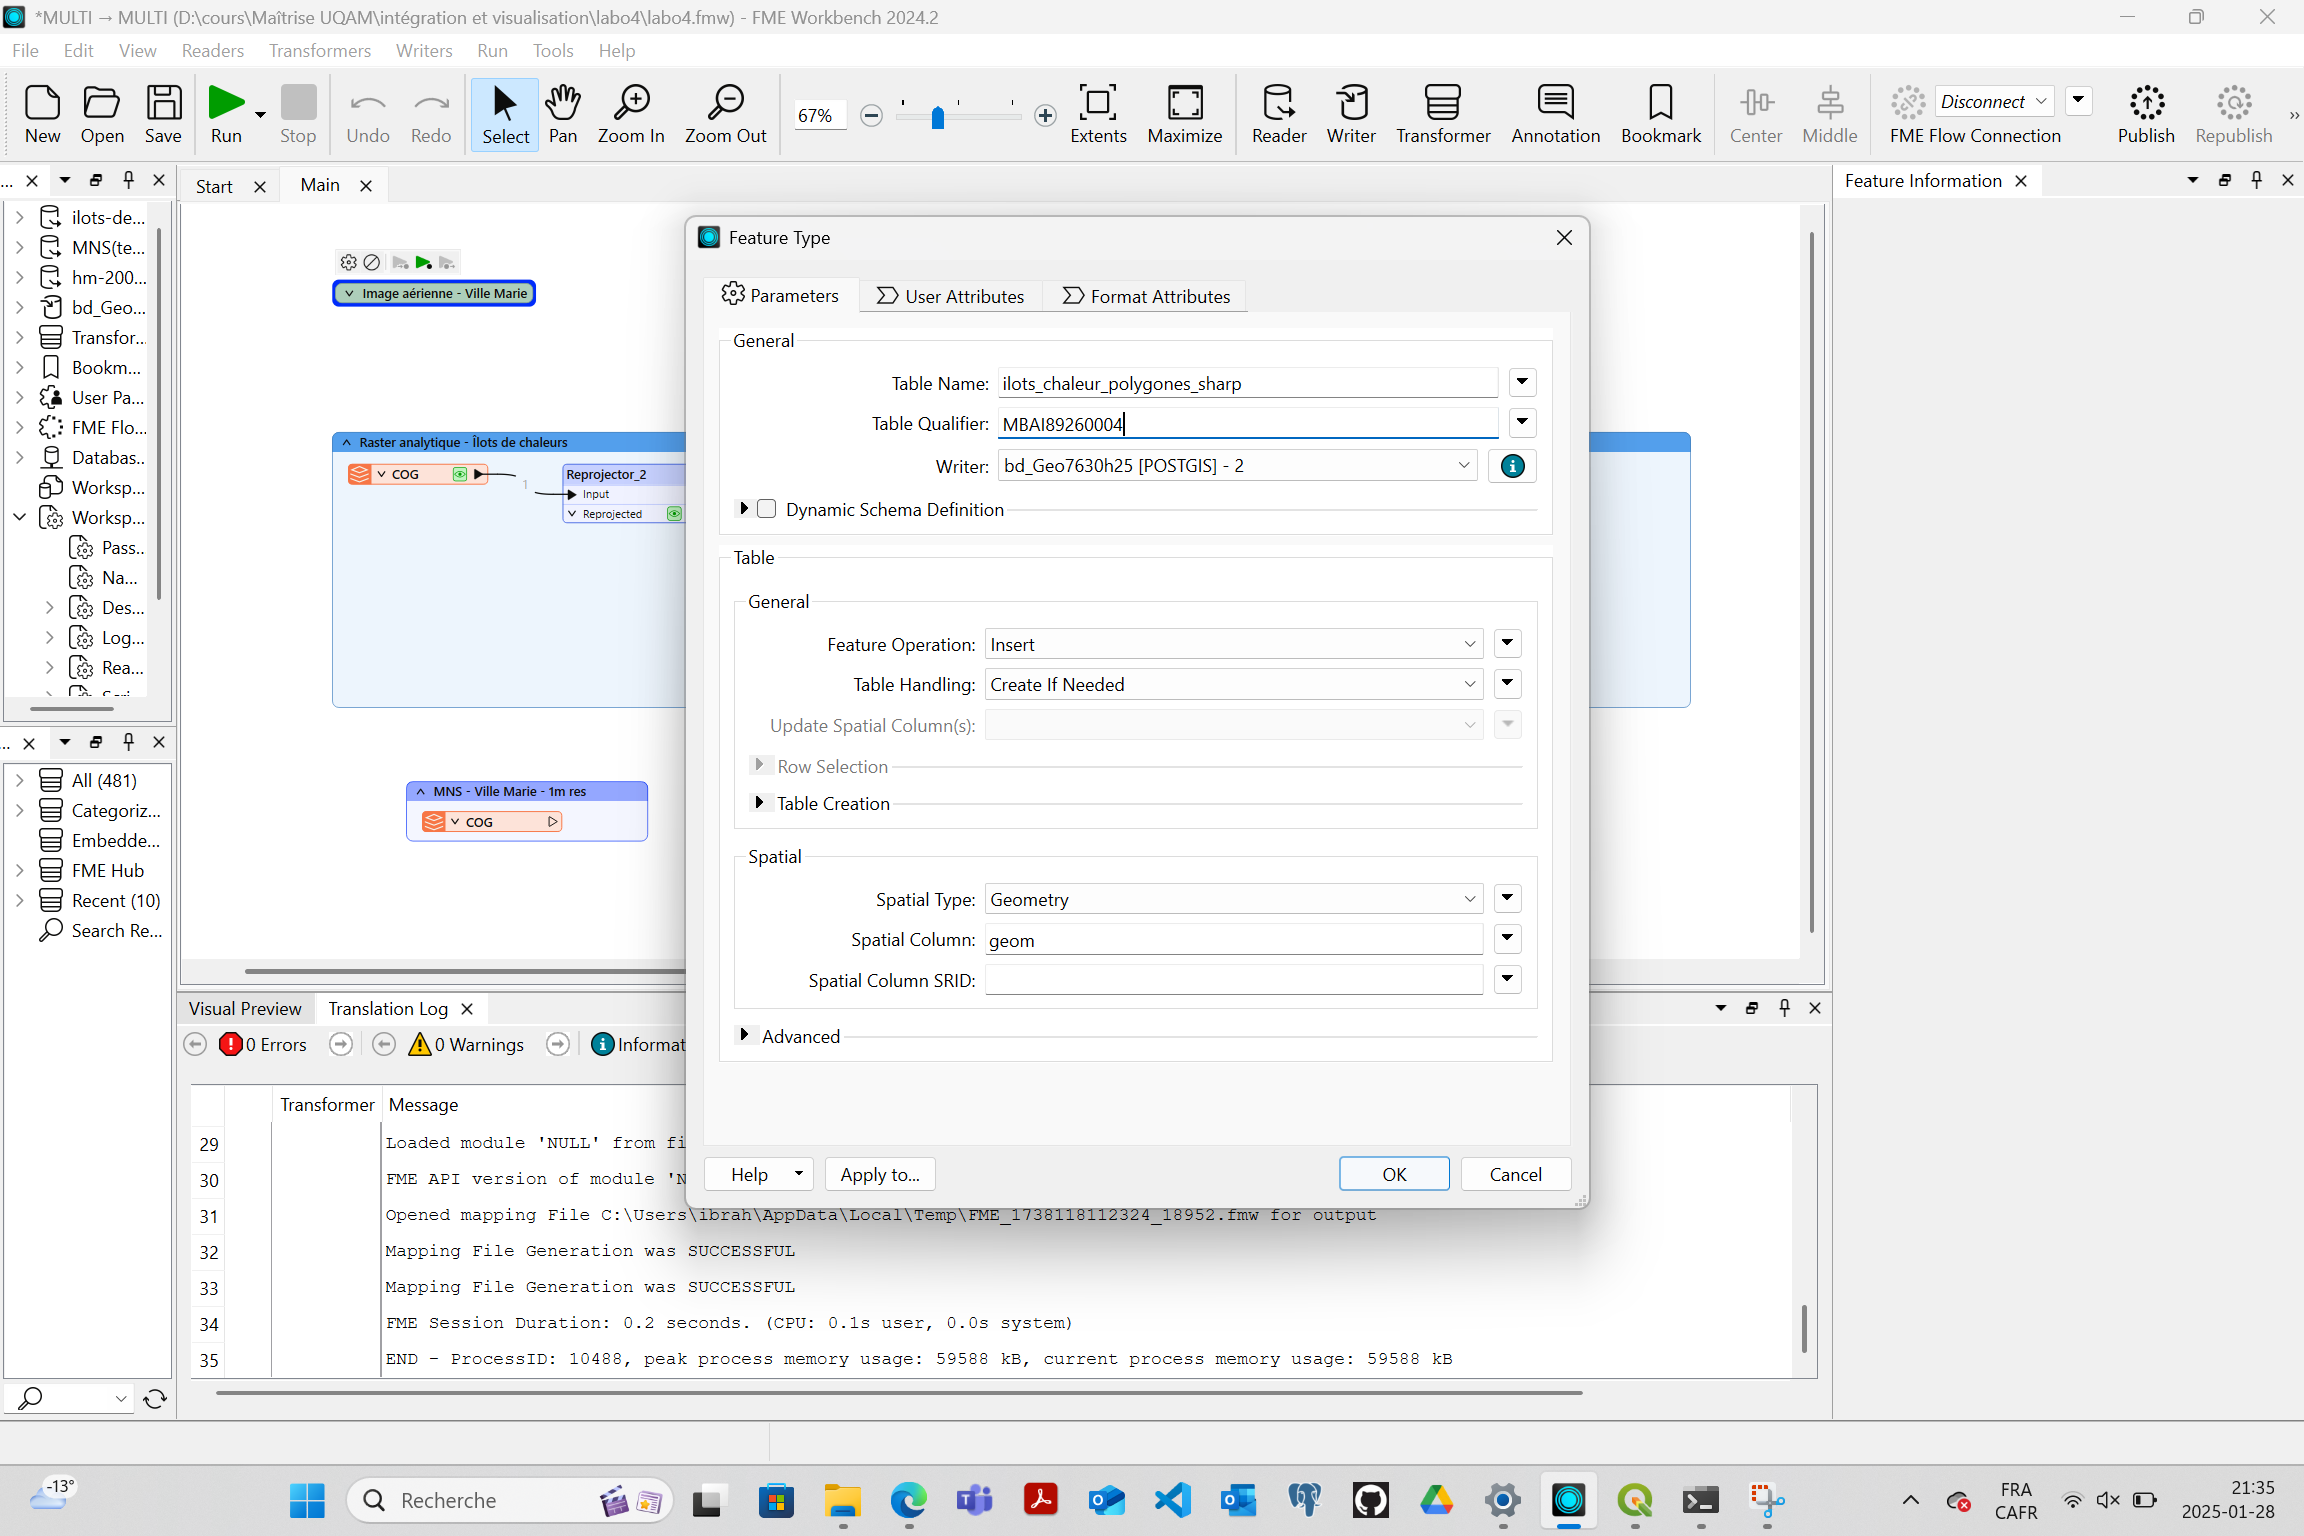 *MULTI → MULTI (D:\cours\Maîtrise UQAM\intégration et visualisation\labo4\labo4.fmw) - FME Workbench 2024.2
File Edit View Readers Transformers Writers Run Tools Help
New Open Save Run Stop Undo Redo Select Pan Zoom In Zoom Out 67% Extents Maximize Reader Writer Transformer Annotation Bookmark Center Middle Disconnect FME Flow Connection Publish Republish »
...
Start Main
Feature Information
ilots-de...
MNS(te...
hm-200...
bd_Geo...
Transfor...
Bookm...
User Pa...
FME Flo...
Databas...
Worksp...
Worksp...
Pass...
Na...
Des...
Log...
Rea...
Scri...
Image aérienne - Ville Marie
Raster analytique - Îlots de chaleurs
COG
1
Reprojector_2
Input
Reprojected
MNS - Ville Marie - 1m res
COG
...
All (481)
Categoriz...
Embedde...
FME Hub
Recent (10)
Search Re...
Feature Type
Parameters User Attributes Format Attributes
General
Table Name: ilots_chaleur_polygones_sharp
Table Qualifier: MBAI89260004
Writer: bd_Geo7630h25 [POSTGIS] - 2
Dynamic Schema Definition
Table
General
Feature Operation: Insert
Table Handling: Create If Needed
Update Spatial Column(s):
Row Selection
Table Creation
Spatial
Spatial Type: Geometry
Spatial Column: geom
Spatial Column SRID:
Advanced
Help Apply to... OK Cancel
Visual Preview Translation Log
0 Errors 0 Warnings Informat
Transformer Message
29 Loaded module 'NULL' from fi
30 FME API version of module 'N
31 Opened mapping File C:\Users\ibrah\AppData\Local\Temp\FME_1738118112324_18952.fmw for output
32 Mapping File Generation was SUCCESSFUL
33 Mapping File Generation was SUCCESSFUL
34 FME Session Duration: 0.2 seconds. (CPU: 0.1s user, 0.0s system)
35 END - ProcessID: 10488, peak process memory usage: 59588 kB, current process memory usage: 59588 kB
-13°
Recherche
FRA
CAFR
21:35
2025-01-28